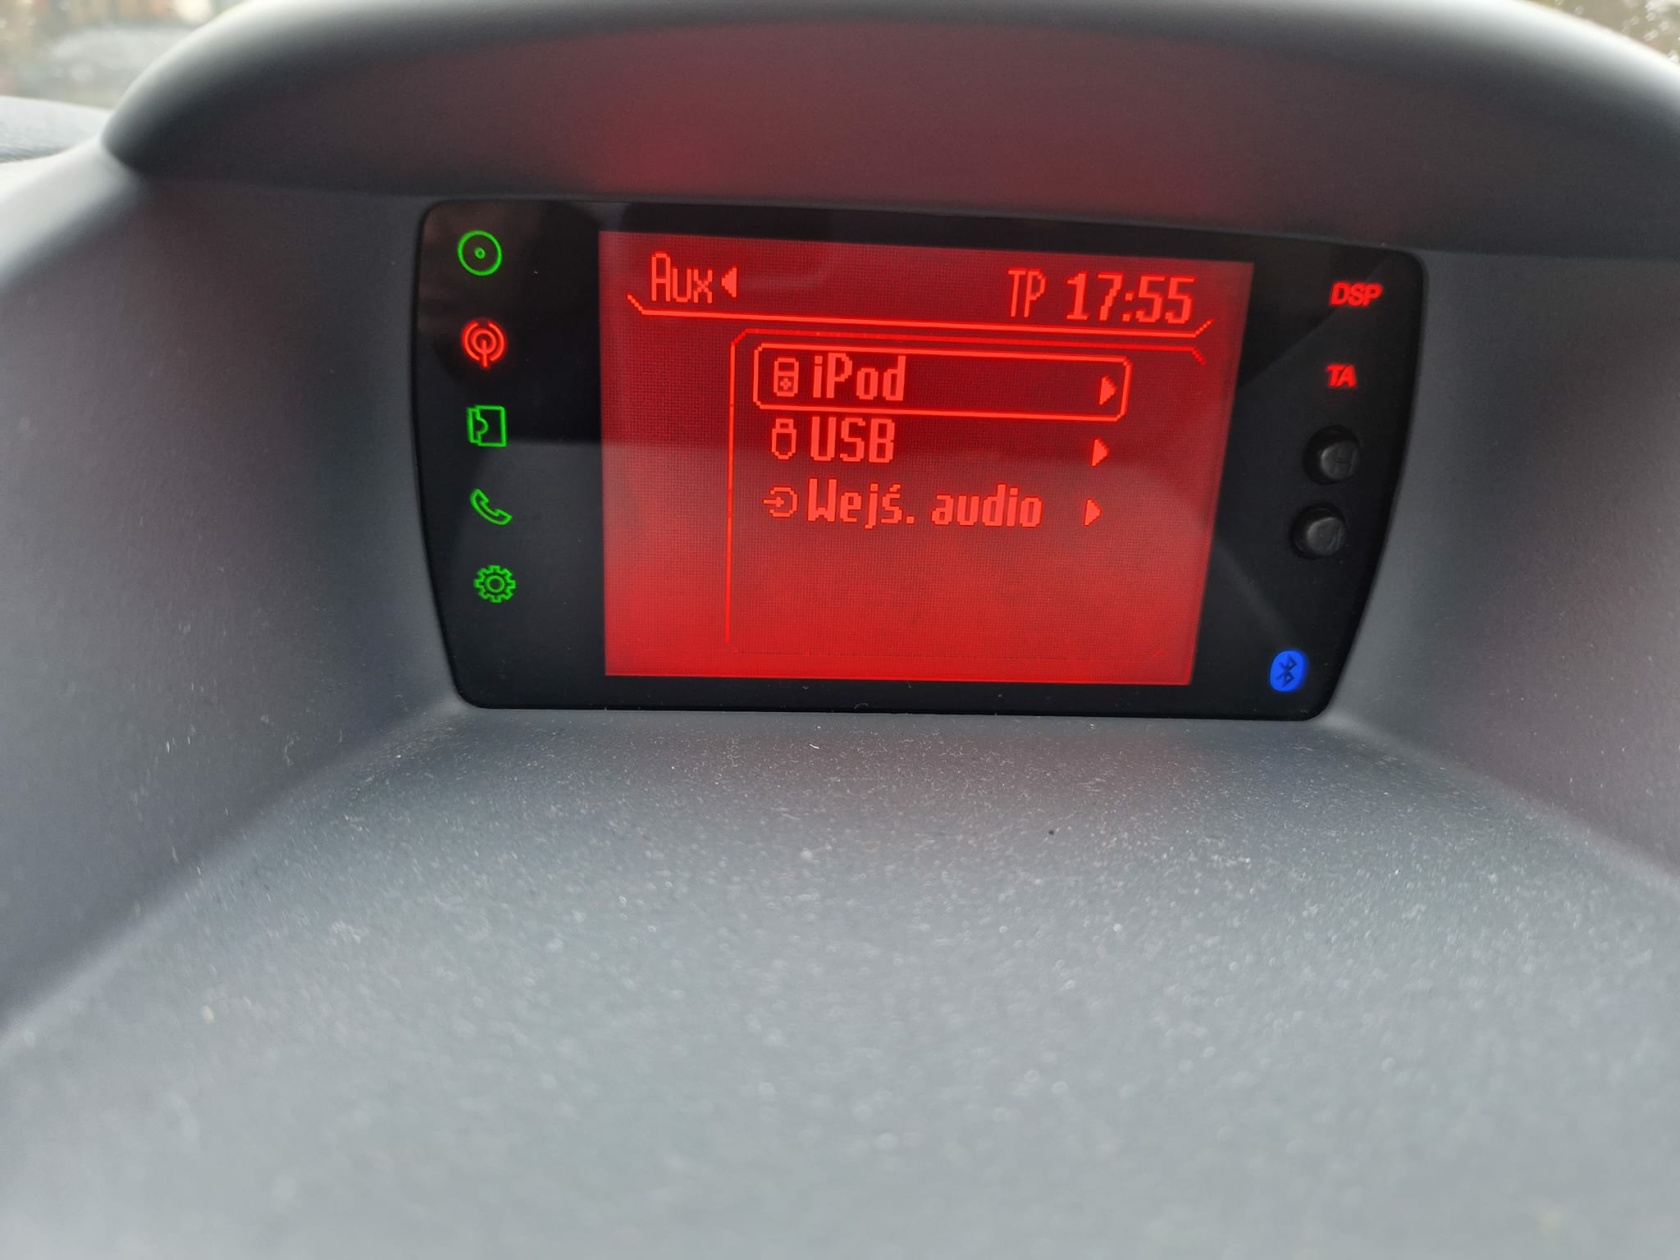 Aux TP 17:55
iPod
USB
Wejś. audio
DSP
TA
H